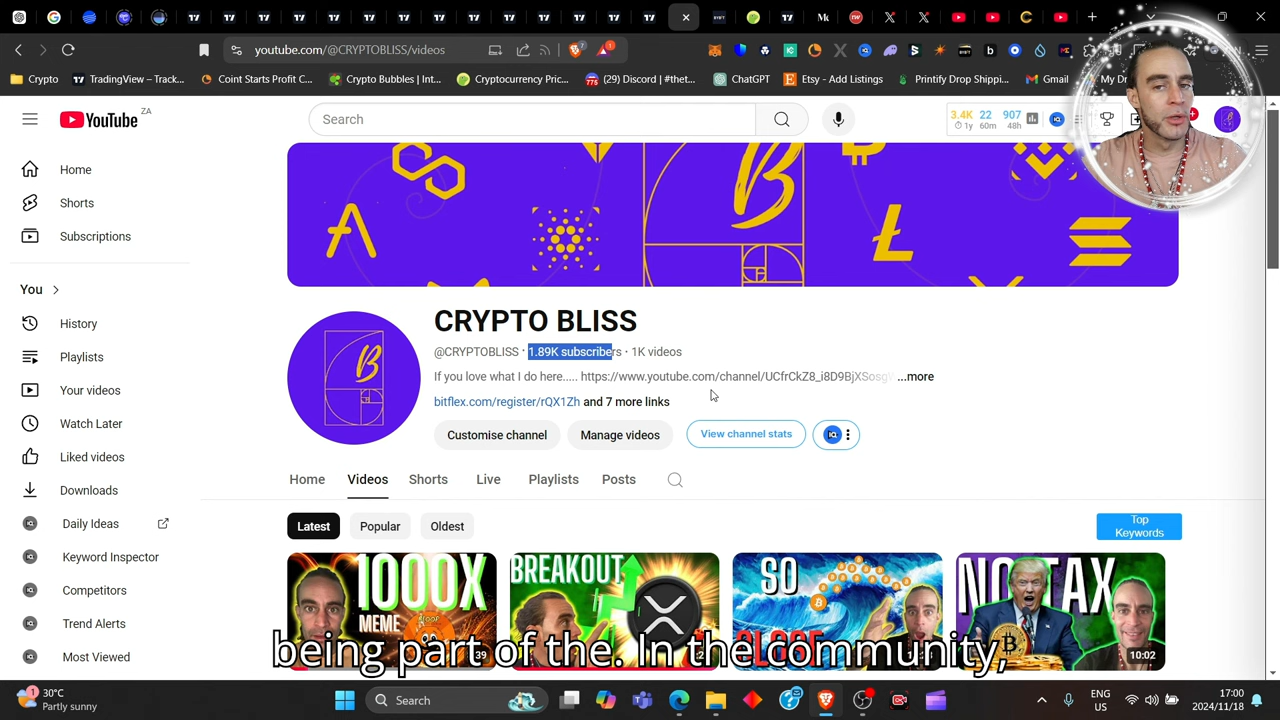 youtube.com/@CRYPTOBLISS/videos
Crypto
TradingView – Track...
Coint Starts Profit C...
Crypto Bubbles | Int...
Cryptocurrency Pric...
(29) Discord | #thet...
ChatGPT
Etsy - Add Listings
Printify Drop Shippi...
Gmail
YouTube ZA
Search
3.4K 22 907
1y 60m 48h
Home
Shorts
Subscriptions
You
History
Playlists
Your videos
Watch Later
Liked videos
Downloads
Daily Ideas
Keyword Inspector
Competitors
Trend Alerts
Most Viewed
CRYPTO BLISS
@CRYPTOBLISS · 1.89K subscribers · 1K videos
If you love what I do here..... https://www.youtube.com/channel/UCfrCkZ8_i8D9BjXSosgW ...more
bitflex.com/register/rQX1Zh and 7 more links
Customise channel
Manage videos
View channel stats
Home
Videos
Shorts
Live
Playlists
Posts
Latest
Popular
Oldest
Top
Keywords
1000X
MEME
BREAKOUT
SO
NO TAX
10:02
being part of the. In the community,
30°C
Partly sunny
Search
ENG
US
17:00
2024/11/18